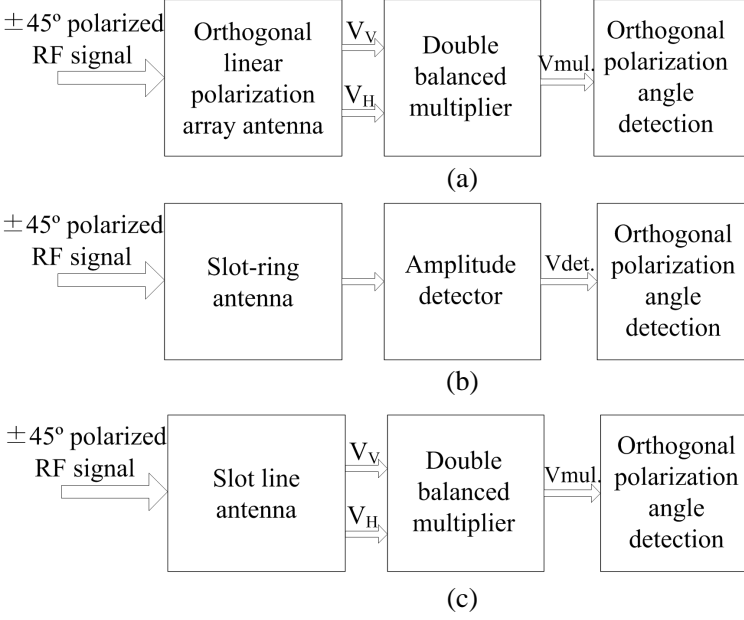 ±45º polarized
RF signal
Orthogonal
linear
polarization
array antenna
V_V
V_H
Double
balanced
multiplier
Vmul.
Orthogonal
polarization
angle
detection
(a)
±45º polarized
RF signal
Slot-ring
antenna
Amplitude
detector
Vdet.
Orthogonal
polarization
angle
detection
(b)
±45º polarized
RF signal
Slot line
antenna
V_V
V_H
Double
balanced
multiplier
Vmul.
Orthogonal
polarization
angle
detection
(c)